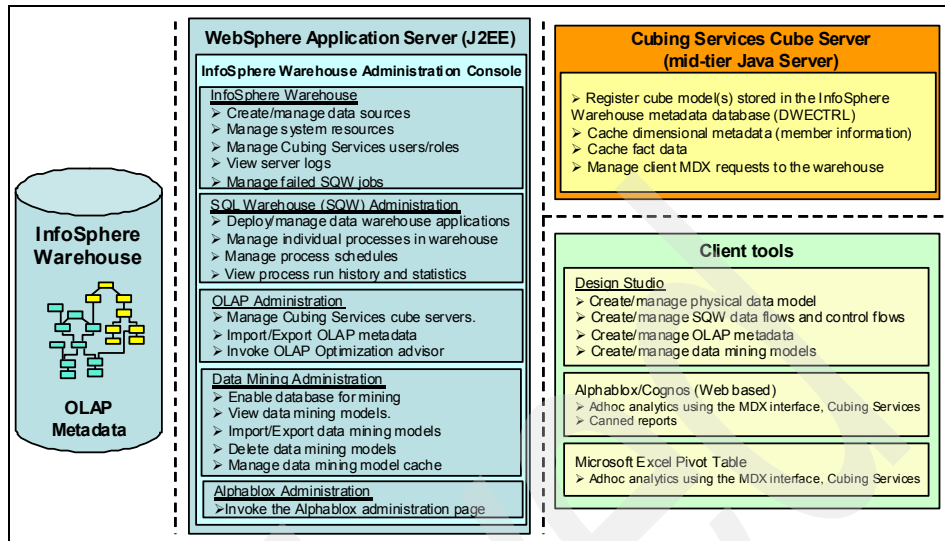 InfoSphere
Warehouse
OLAP
Metadata
WebSphere Application Server (J2EE)
InfoSphere Warehouse Administration Console
InfoSphere Warehouse
➢ Create/manage data sources
➢ Manage system resources
➢ Manage Cubing Services users/roles
➢ View server logs
➢ Manage failed SQW jobs
SQL Warehouse (SQW) Administration
➢ Deploy/manage data warehouse applications
➢ Manage individual processes in warehouse
➢ Manage process schedules
➢ View process run history and statistics
OLAP Administration
➢ Manage Cubing Services cube servers.
➢ Import/Export OLAP metadata
➢ Invoke OLAP Optimization advisor
Data Mining Administration
➢ Enable database for mining
➢ View data mining models.
➢ Import/Export data mining models
➢ Delete data mining models
➢ Manage data mining model cache
Alphablox Administration
➢Invoke the Alphablox administration page
Cubing Services Cube Server
(mid-tier Java Server)
➢ Register cube model(s) stored in the InfoSphere
Warehouse metadata database (DWECTRL)
➢ Cache dimensional metadata (member information)
➢ Cache fact data
➢ Manage client MDX requests to the warehouse
Client tools
Design Studio
➢ Create/manage physical data model
➢ Create/manage SQW data flows and control flows
➢ Create/manage OLAP metadata
➢ Create/manage data mining models
Alphablox/Cognos (Web based)
➢ Adhoc analytics using the MDX interface, Cubing Services
➢ Canned reports
Microsoft Excel Pivot Table
➢ Adhoc analytics using the MDX interface, Cubing Services